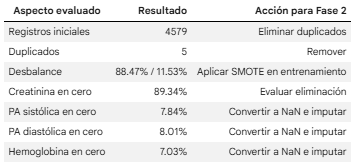 Aspecto evaluado Resultado Acción para Fase 2
Registros iniciales 4579 Eliminar duplicados
Duplicados 5 Remover
Desbalance 88.47% / 11.53% Aplicar SMOTE en entrenamiento
Creatinina en cero 89.34% Evaluar eliminación
PA sistólica en cero 7.84% Convertir a NaN e imputar
PA diastólica en cero 8.01% Convertir a NaN e imputar
Hemoglobina en cero 7.03% Convertir a NaN e imputar